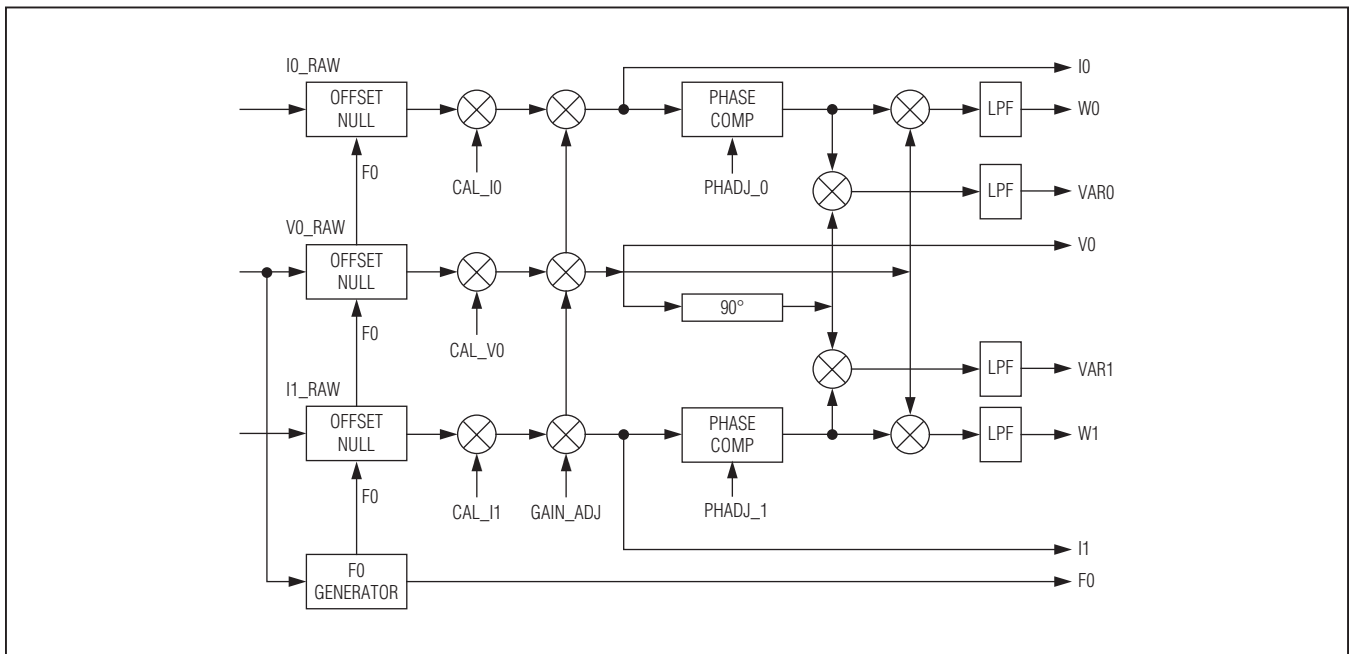 I0_RAW
OFFSET
NULL
CAL_I0
PHASE
COMP
PHADJ_0
LPF
I0
W0
F0
LPF
VAR0
V0_RAW
OFFSET
NULL
CAL_V0
90°
V0
F0
LPF
VAR1
I1_RAW
OFFSET
NULL
CAL_I1
GAIN_ADJ
PHASE
COMP
PHADJ_1
LPF
W1
F0
I1
F0
GENERATOR
F0